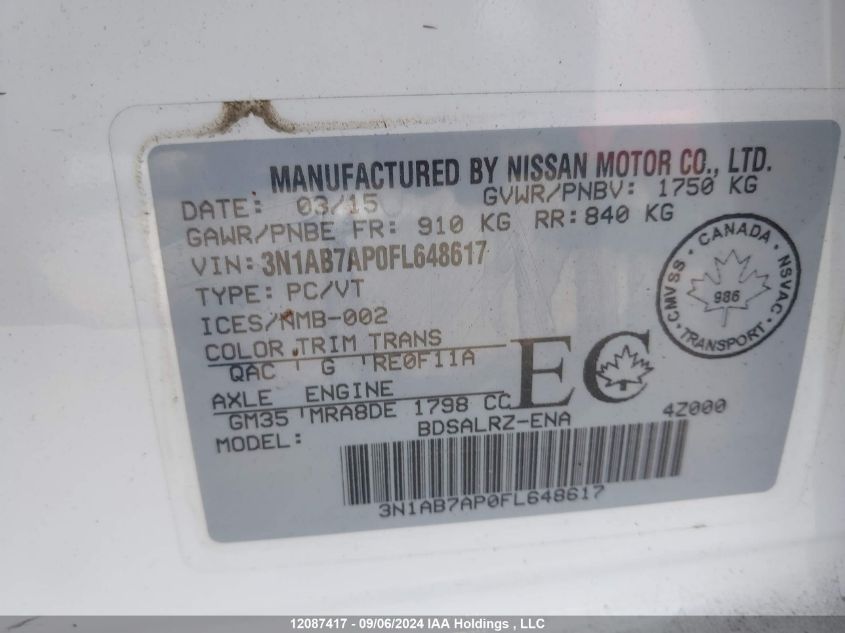 MANUFACTURED BY NISSAN MOTOR CO., LTD.
DATE: 03/15 GVWR/PNBV: 1750 KG
GAWR/PNBE FR: 910 KG RR:840 KG
VIN: 3N1AB7AP0FL648617
TYPE: PC/VT
ICES/NMB-002
COLOR TRIM TRANS
QAC G RE0F11A
AXLE ENGINE
GM35 MRA8DE 1798 CC
MODEL: BDSALRZ-ENA 4Z000
EC
CANADA
CMVSS · NSVAC
986
TRANSPORT
3N1AB7AP0FL648617
12087417 - 09/06/2024 IAA Holdings , LLC